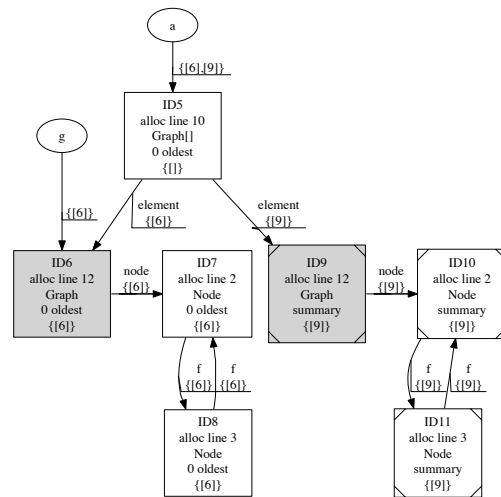 a
{[6],[9]}
ID5
alloc line 10
Graph[]
0 oldest
{[]}
g
{[6]}
element
{[6]}
element
{[9]}
ID6
alloc line 12
Graph
0 oldest
{[6]}
node
{[6]}
ID7
alloc line 2
Node
0 oldest
{[6]}
ID9
alloc line 12
Graph
summary
{[9]}
node
{[9]}
ID10
alloc line 2
Node
summary
{[9]}
f
{[6]}
f
{[6]}
f
{[9]}
f
{[9]}
ID8
alloc line 3
Node
0 oldest
{[6]}
ID11
alloc line 3
Node
summary
{[9]}